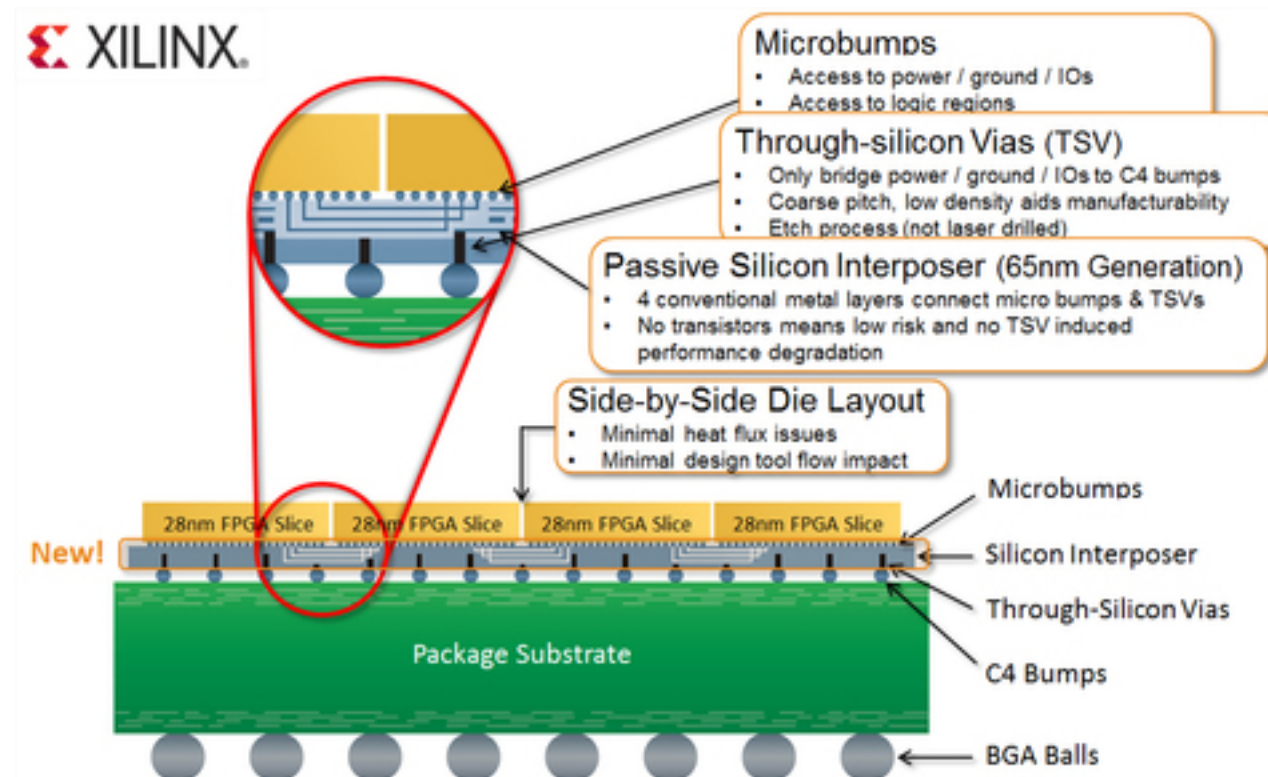 XILINX®
Microbumps
• Access to power / ground / IOs
• Access to logic regions
Through-silicon Vias (TSV)
• Only bridge power / ground / IOs to C4 bumps
• Coarse pitch, low density aids manufacturability
• Etch process (not laser drilled)
Passive Silicon Interposer (65nm Generation)
• 4 conventional metal layers connect micro bumps & TSVs
• No transistors means low risk and no TSV induced
performance degradation
Side-by-Side Die Layout
• Minimal heat flux issues
• Minimal design tool flow impact
28nm FPGA Slice 28nm FPGA Slice 28nm FPGA Slice 28nm FPGA Slice
New!
Microbumps
Silicon Interposer
Through-Silicon Vias
Package Substrate
C4 Bumps
BGA Balls